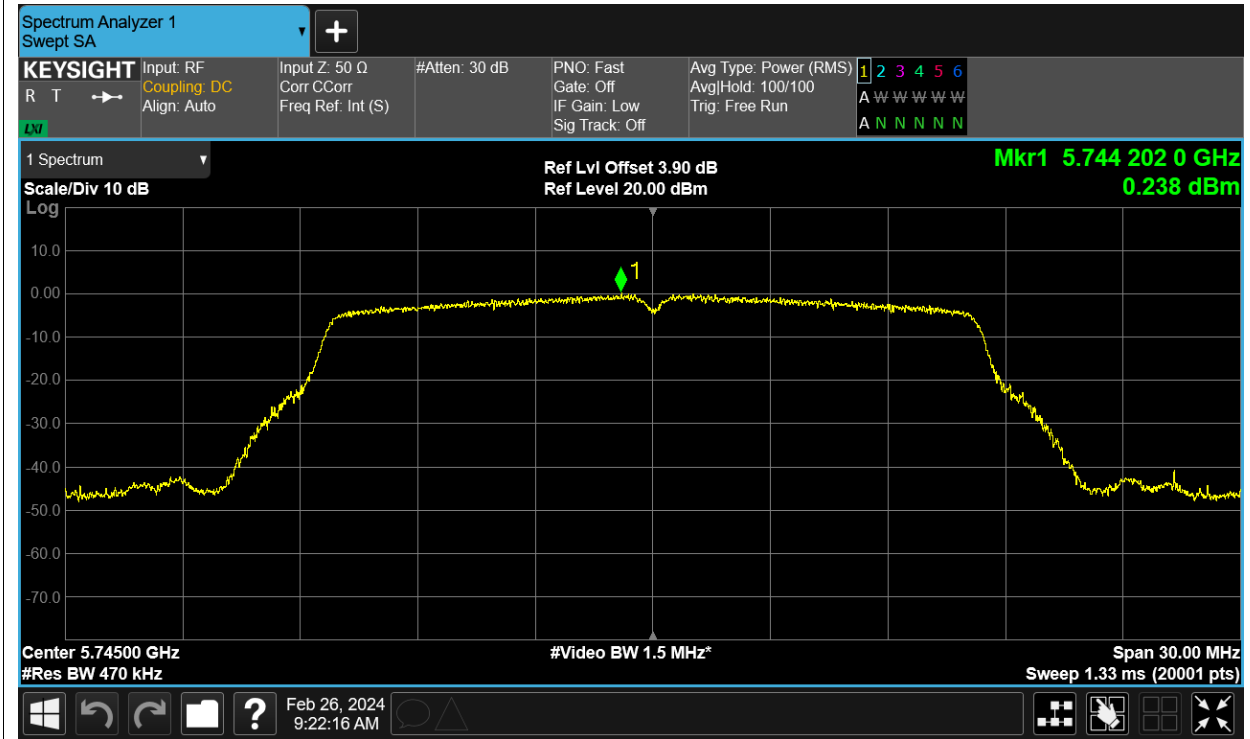 Spectrum Analyzer 1
Swept SA
+
KEYSIGHT
R T
LXI
Input: RF
Coupling: DC
Align: Auto
Input Z: 50 Ω
Corr CCorr
Freq Ref: Int (S)
#Atten: 30 dB
PNO: Fast
Gate: Off
IF Gain: Low
Sig Track: Off
Avg Type: Power (RMS)
Avg|Hold: 100/100
Trig: Free Run
1 2 3 4 5 6
A W W W W W
A N N N N N
1 Spectrum
Scale/Div 10 dB
Log
Ref Lvl Offset 3.90 dB
Ref Level 20.00 dBm
Mkr1 5.744 202 0 GHz
0.238 dBm
10.0
0.00
-10.0
-20.0
-30.0
-40.0
-50.0
-60.0
-70.0
1
Center 5.74500 GHz
#Res BW 470 kHz
#Video BW 1.5 MHz*
Span 30.00 MHz
Sweep 1.33 ms (20001 pts)
?
Feb 26, 2024
9:22:16 AM